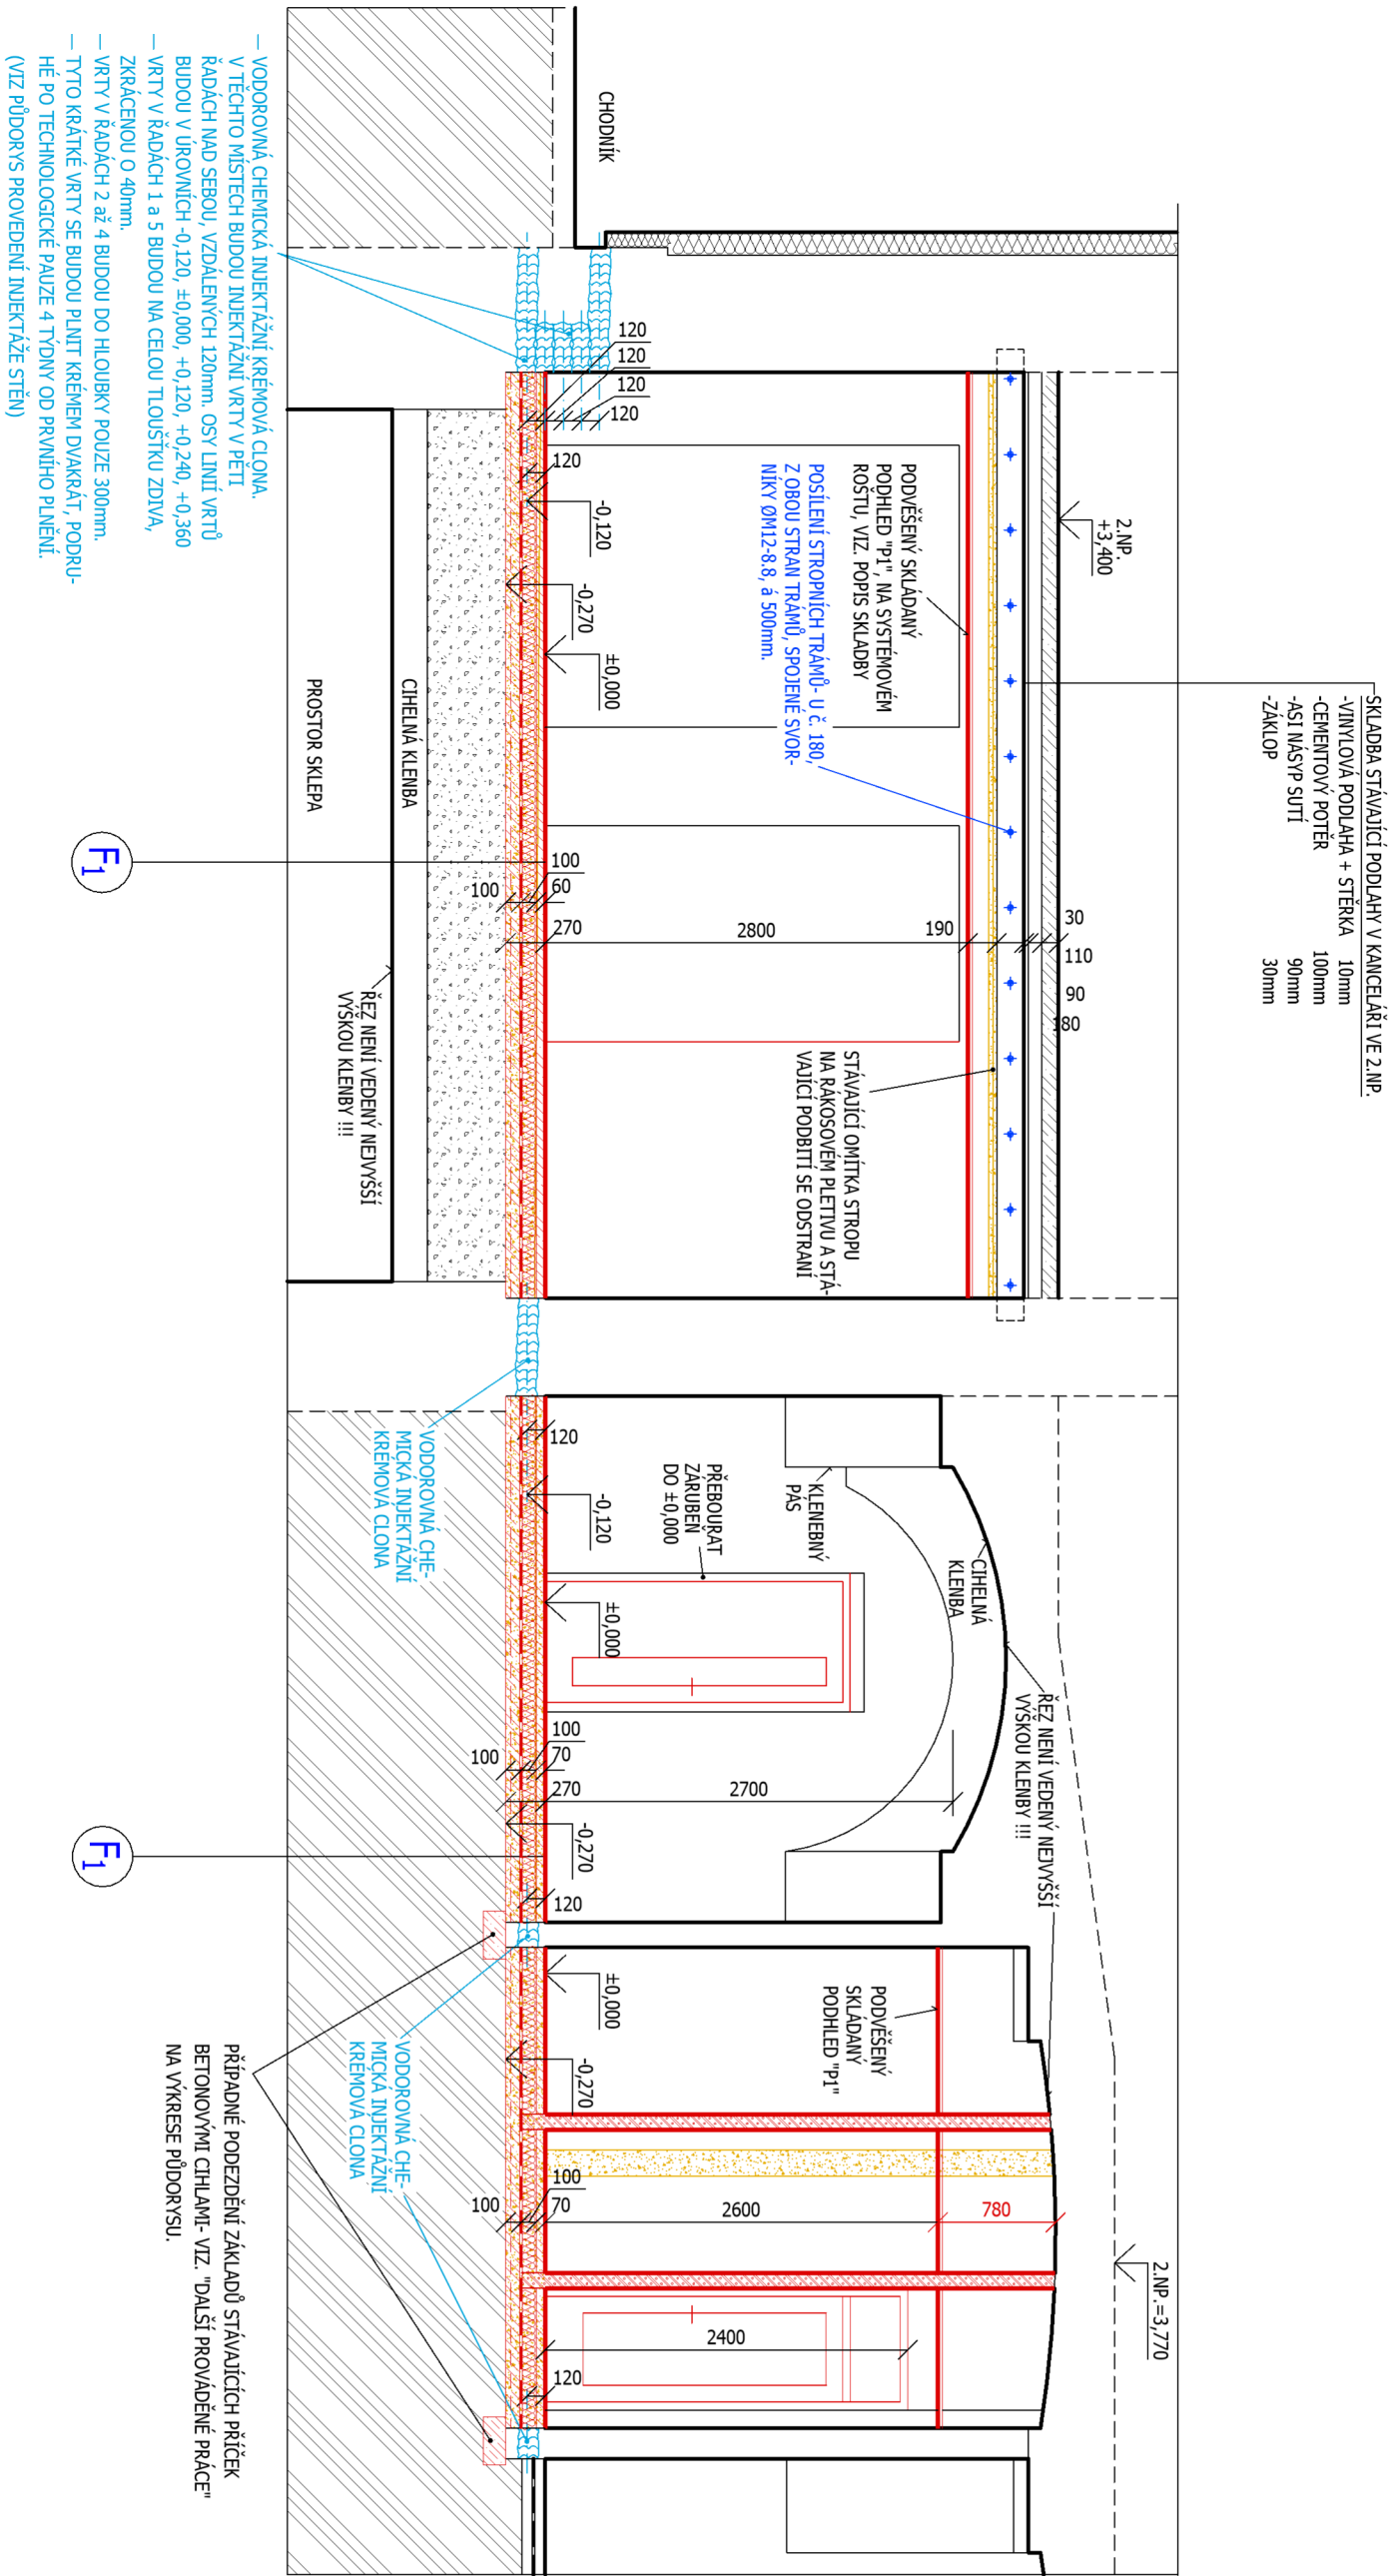 SKLADBA STÁVAJÍCÍ PODLAHY V KANCELÁŘI VE 2.NP.
-VINYLOVÁ PODLAHA + STĚRKA 10mm
-CEMENTOVÝ POTĚR 100mm
-ASI NÁSYP SUTÍ 90mm
-ZÁKLOP 30mm
2.NP.
+3,400
30
110
90
180
2.NP.=3,770
CHODNÍK
PODVĚŠENÝ SKLÁDANÝ
PODHLED "P1", NA SYSTÉMOVÉM
ROŠTU, VIZ. POPIS SKLADBY
POSÍLENÍ STROPNÍCH TRÁMŮ- U č. 180,
Z OBOU STRAN TRÁMŮ, SPOJENÉ SVOR-
NÍKY ØM12-8.8, á 500mm.
STÁVAJÍCÍ OMÍTKA STROPU
NA RÁKOSOVÉM PLETIVU A STÁ-
VAJÍCÍ PODBITÍ SE ODSTRANÍ
190
2800
270
100
60
100
120
120
120
120
120
-0,120
-0,270
±0,000
CIHELNÁ KLENBA
PROSTOR SKLEPA
ŘEZ NENÍ VEDENÝ NEJVYŠŠÍ
VÝŠKOU KLENBY !!!
F1
ŘEZ NENÍ VEDENÝ NEJVYŠŠÍ
VÝŠKOU KLENBY !!!
CIHELNÁ
KLENBA
KLENEBNÝ
PÁS
PŘEBOURAT
ZÁRUBEŇ
DO ±0,000
120
-0,120
±0,000
2700
100
70
270
100
-0,270
120
VODOROVNÁ CHE-
MICKÁ INJEKTÁŽNÍ
KRÉMOVÁ CLONA
F1
PODVĚŠENÝ
SKLÁDANÝ
PODHLED "P1"
±0,000
-0,270
780
2600
100
70
100
2400
120
VODOROVNÁ CHE-
MICKÁ INJEKTÁŽNÍ
KRÉMOVÁ CLONA
PŘÍPADNÉ PODEZDĚNÍ ZÁKLADŮ STÁVAJÍCÍCH PŘÍČEK
BETONOVÝMI CIHLAMI- VIZ. "DALŠÍ PROVÁDĚNÉ PRÁCE"
NA VÝKRESE PŮDORYSU.
— VODOROVNÁ CHEMICKÁ INJEKTÁŽNÍ KRÉMOVÁ CLONA.
V TĚCHTO MÍSTECH BUDOU INJEKTÁŽNÍ VRTY V PĚTI
ŘADÁCH NAD SEBOU, VZDÁLENÝCH 120mm. OSY LINIÍ VRTŮ
BUDOU V ÚROVNÍCH -0,120, ±0,000, +0,120, +0,240, +0,360
— VRTY V ŘADÁCH 1 a 5 BUDOU NA CELOU TLOUŠŤKU ZDIVA,
ZKRÁCENOU O 40mm.
— VRTY V ŘADÁCH 2 až 4 BUDOU DO HLOUBKY POUZE 300mm.
— TYTO KRÁTKÉ VRTY SE BUDOU PLNIT KRÉMEM DVAKRÁT, PODRU-
HÉ PO TECHNOLOGICKÉ PAUZE 4 TÝDNY OD PRVNÍHO PLNĚNÍ.
(VIZ PŮDORYS PROVEDENÍ INJEKTÁŽE STĚN)